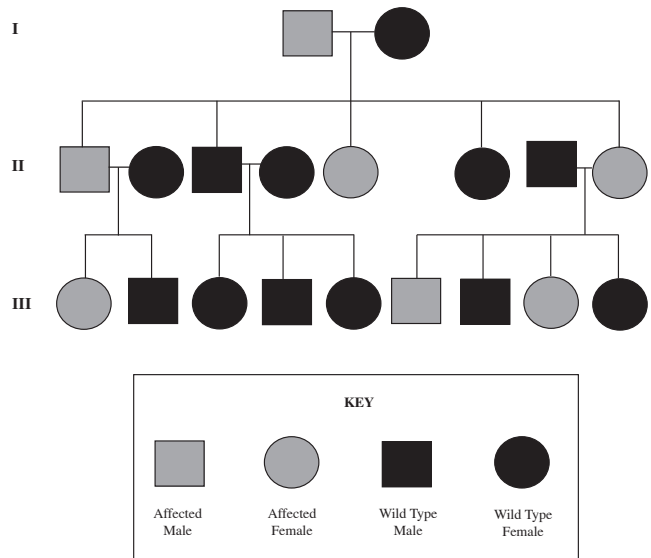 I
II
III
KEY
Affected Male
Affected Female
Wild Type Male
Wild Type Female